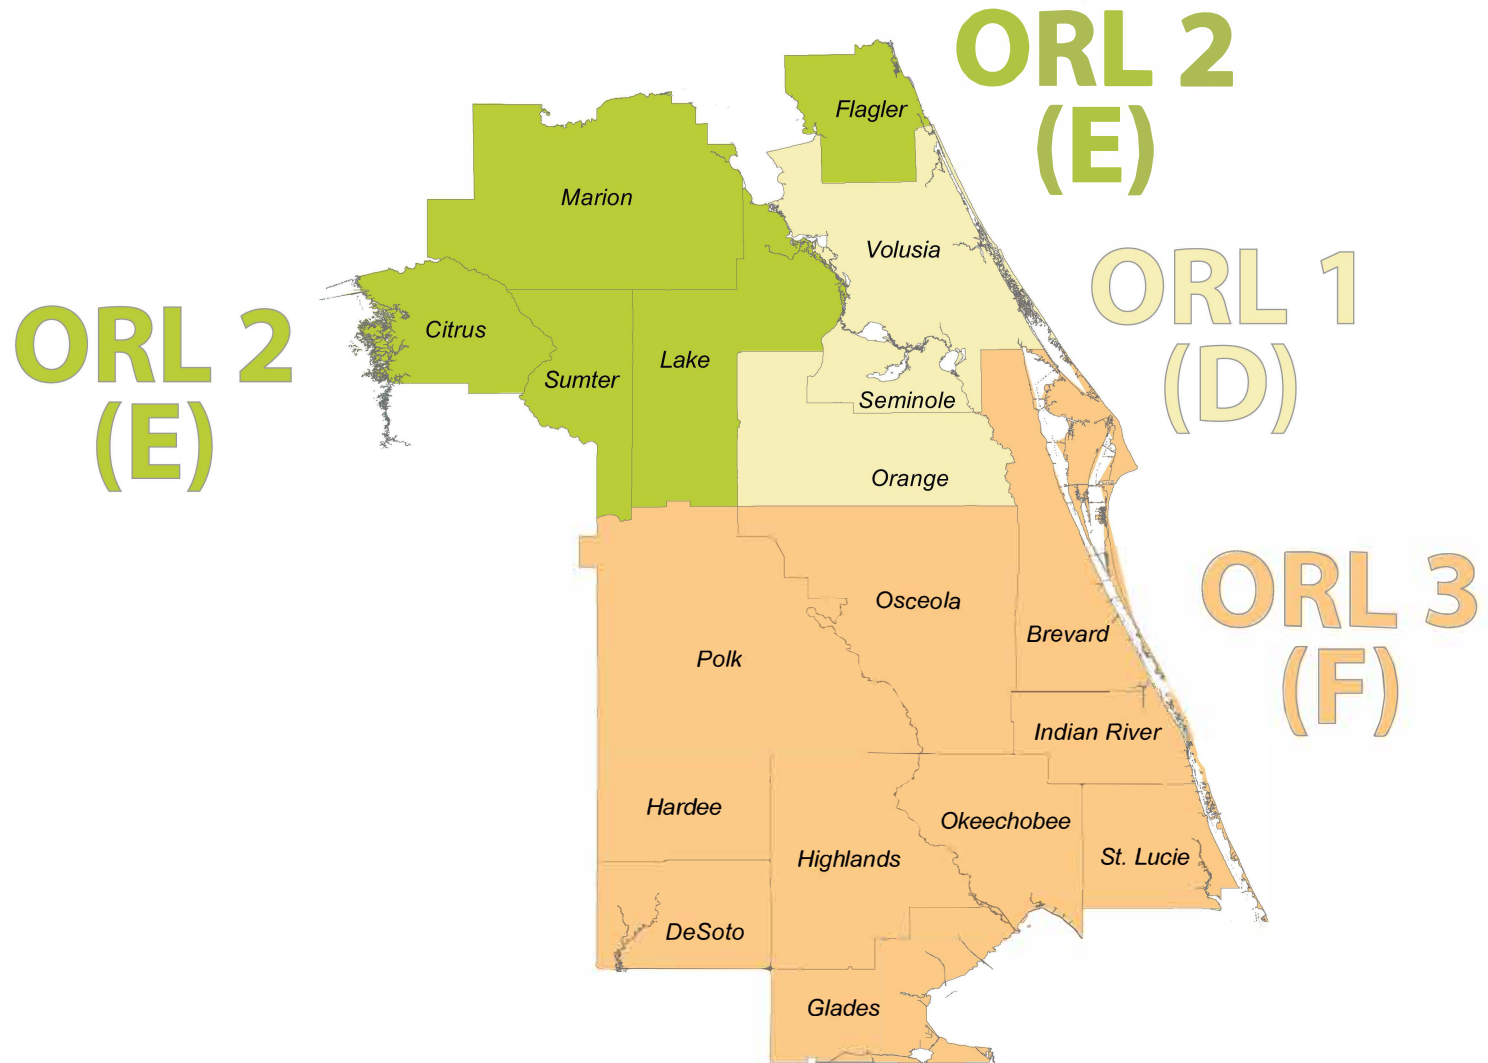 ORL 2
(E)
Flagler
Marion
Volusia
ORL 1
(D)
ORL 2
(E)
Citrus
Lake
Sumter
Seminole
Orange
ORL 3
(F)
Osceola
Brevard
Polk
Indian River
Hardee
Okeechobee
Highlands
St. Lucie
DeSoto
Glades